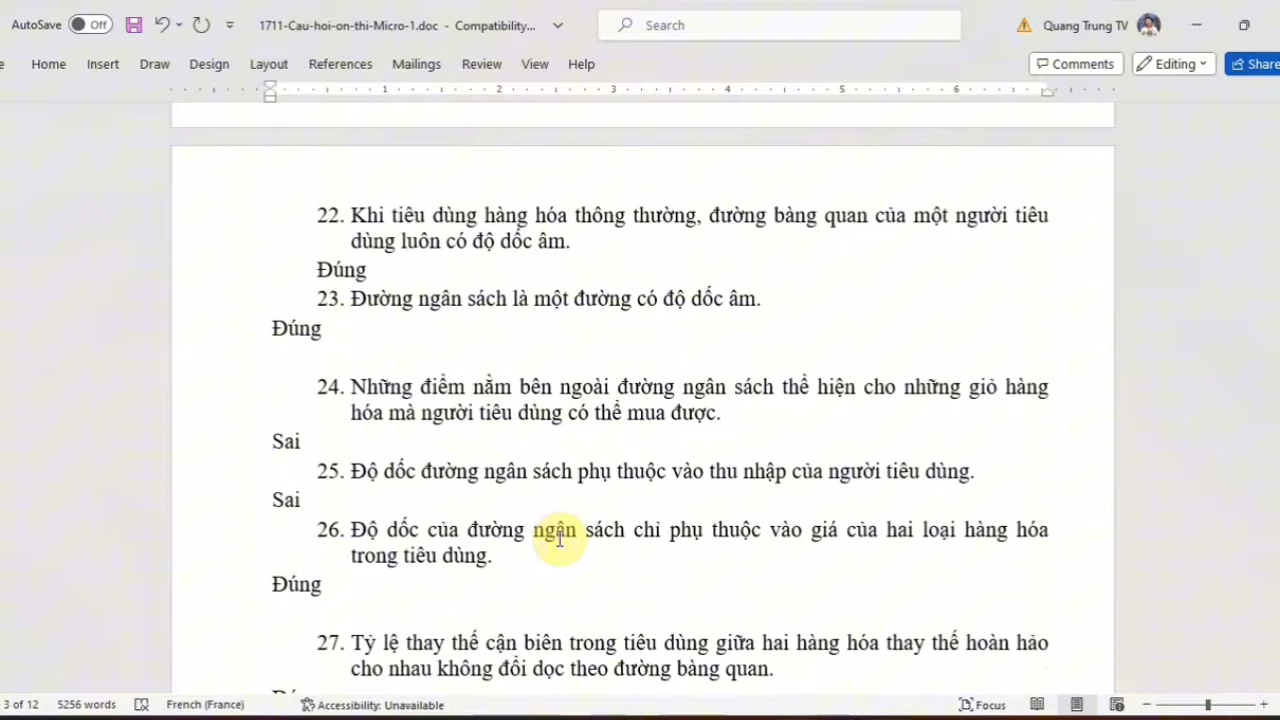 AutoSave Off 1711-Cau-hoi-on-thi-Micro-1.doc - Compatibility... Search Quang Trung TV
Home Insert Draw Design Layout References Mailings Review View Help Comments Editing Share
1 2 3 4 5 6
22. Khi tiêu dùng hàng hóa thông thường, đường bàng quan của một người tiêu
dùng luôn có độ dốc âm.
Đúng
23. Đường ngân sách là một đường có độ dốc âm.
Đúng
24. Những điểm nằm bên ngoài đường ngân sách thể hiện cho những giỏ hàng
hóa mà người tiêu dùng có thể mua được.
Sai
25. Độ dốc đường ngân sách phụ thuộc vào thu nhập của người tiêu dùng.
Sai
26. Độ dốc của đường ngân sách chỉ phụ thuộc vào giá của hai loại hàng hóa
trong tiêu dùng.
Đúng
27. Tỷ lệ thay thế cận biên trong tiêu dùng giữa hai hàng hóa thay thế hoàn hảo
cho nhau không đổi dọc theo đường bàng quan.
3 of 12 5256 words French (France) Accessibility: Unavailable Focus